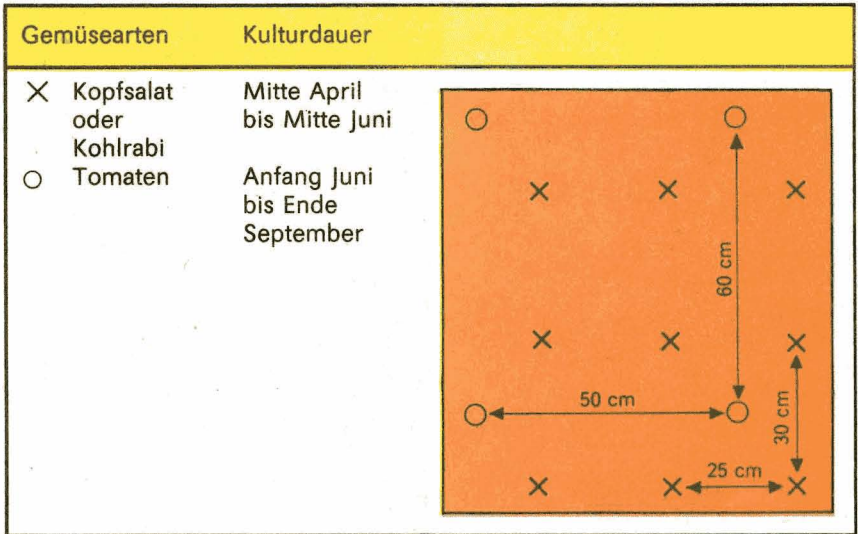 Gemüsearten Kulturdauer
× Kopfsalat Mitte April
oder bis Mitte Juni
Kohlrabi
○ Tomaten Anfang Juni
bis Ende
September
60 cm
50 cm
30 cm
25 cm